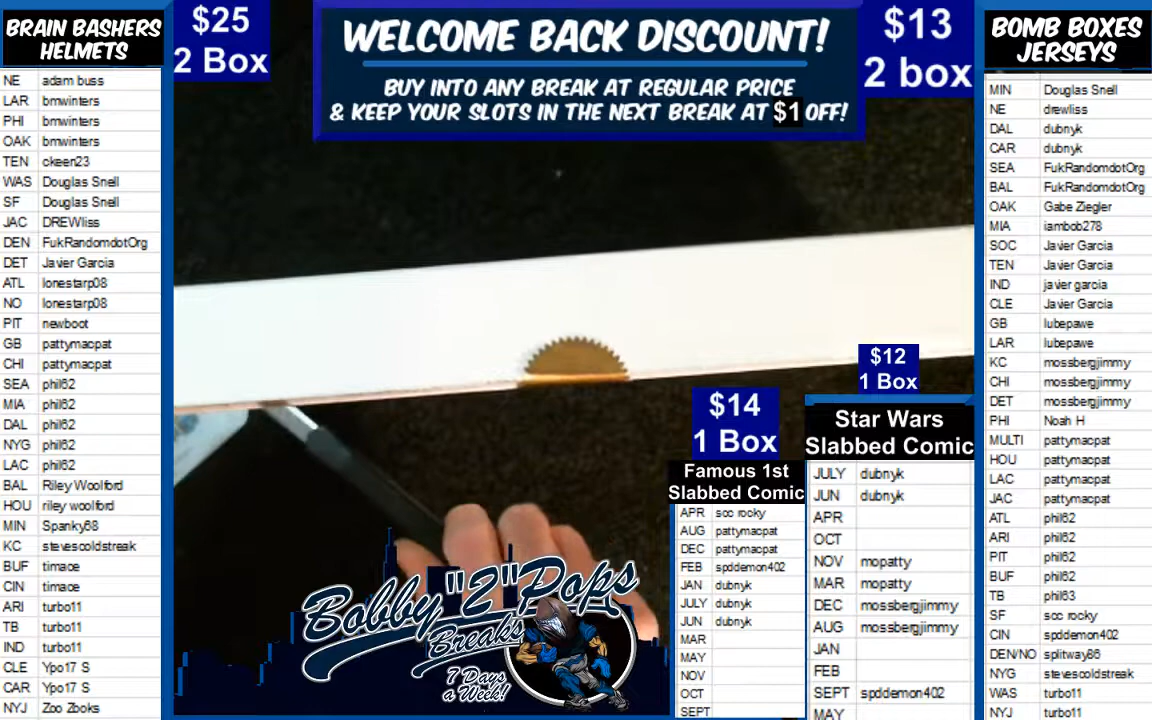 BRAIN BASHERS
HELMETS
NE adam buss
LAR bmwinters
PHI bmwinters
OAK bmwinters
TEN ckeen23
WAS Douglas Snell
SF Douglas Snell
JAC DREWliss
DEN FukRandomdotOrg
DET Javier Garcia
ATL lonestarp08
NO lonestarp08
PIT newboot
GB pattymacpat
CHI pattymacpat
SEA phil62
MIA phil62
DAL phil62
NYG phil62
LAC phil62
BAL Riley Woolford
HOU riley woolford
MIN Spanky68
KC stevescoldstreak
BUF timace
CIN timace
ARI turbo11
TB turbo11
IND turbo11
CLE Ypo17 S
CAR Ypo17 S
NYJ Zoo Zboks
$25
2 Box
WELCOME BACK DISCOUNT!
BUY INTO ANY BREAK AT REGULAR PRICE
& KEEP YOUR SLOTS IN THE NEXT BREAK AT $1 OFF!
$13
2 box
Bobby "2" Pops
Breaks
7 Days
a Week!
$14
1 Box
Famous 1st
Slabbed Comic
APR scc rocky
AUG pattymacpat
DEC pattymacpat
FEB spddemon402
JAN dubnyk
JULY dubnyk
JUN dubnyk
MAR
MAY
NOV
OCT
SEPT
$12
1 Box
Star Wars
Slabbed Comic
JULY dubnyk
JUN dubnyk
APR
OCT
NOV mopatty
MAR mopatty
DEC mossbergjimmy
AUG mossbergjimmy
JAN
FEB
SEPT spddemon402
MAY
BOMB BOXES
JERSEYS
MIN Douglas Snell
NE drewliss
DAL dubnyk
CAR dubnyk
SEA FukRandomdotOrg
BAL FukRandomdotOrg
OAK Gabe Ziegler
MIA iambob278
SOC Javier Garcia
TEN Javier Garcia
IND javier garcia
CLE Javier Garcia
GB lubepawe
LAR lubepawe
KC mossbergjimmy
CHI mossbergjimmy
DET mossbergjimmy
PHI Noah H
MULTI pattymacpat
HOU pattymacpat
LAC pattymacpat
JAC pattymacpat
ATL phil62
ARI phil62
PIT phil62
BUF phil62
TB phil63
SF scc rocky
CIN spddemon402
DEN/NO splitway86
NYG stevescoldstreak
WAS turbo11
NYJ turbo11